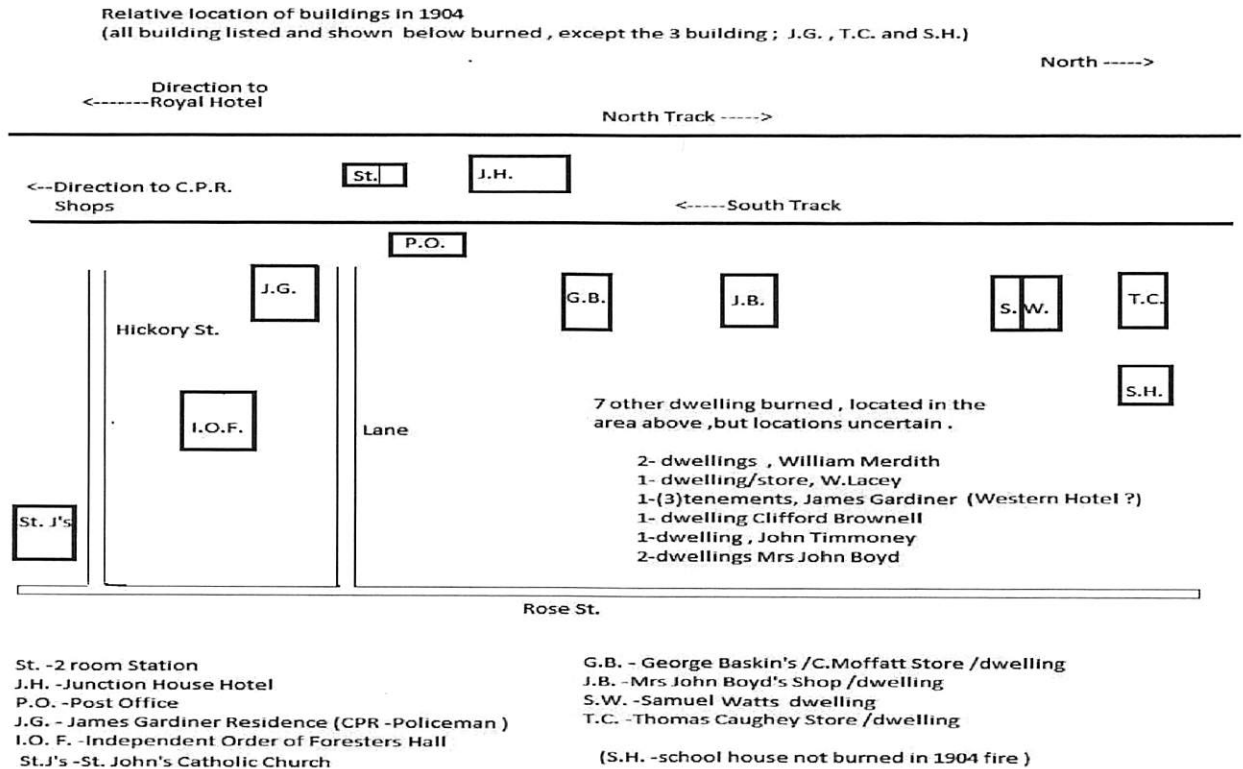 Relative location of buildings in 1904
(all building listed and shown below burned , except the 3 building ; J.G. , T.C. and S.H.)
North ----->
Direction to
<-------Royal Hotel
North Track ----->
St.
J.H.
<--Direction to C.P.R.
Shops
<-----South Track
P.O.
J.G.
G.B.
J.B.
S. W.
T.C.
Hickory St.
S.H.
I.O.F.
Lane
7 other dwelling burned , located in the
area above ,but locations uncertain .
2- dwellings , William Merdith
1- dwelling/store, W.Lacey
1-(3)tenements, James Gardiner (Western Hotel ?)
1- dwelling Clifford Brownell
1-dwelling , John Timmoney
2-dwellings Mrs John Boyd
St. J's
Rose St.
St. -2 room Station
J.H. -Junction House Hotel
P.O. -Post Office
J.G. - James Gardiner Residence (CPR -Policeman )
I.O. F. -Independent Order of Foresters Hall
St.J's -St. John's Catholic Church
G.B. - George Baskin's /C.Moffatt Store /dwelling
J.B. -Mrs John Boyd's Shop /dwelling
S.W. -Samuel Watts dwelling
T.C. -Thomas Caughey Store /dwelling
(S.H. -school house not burned in 1904 fire )